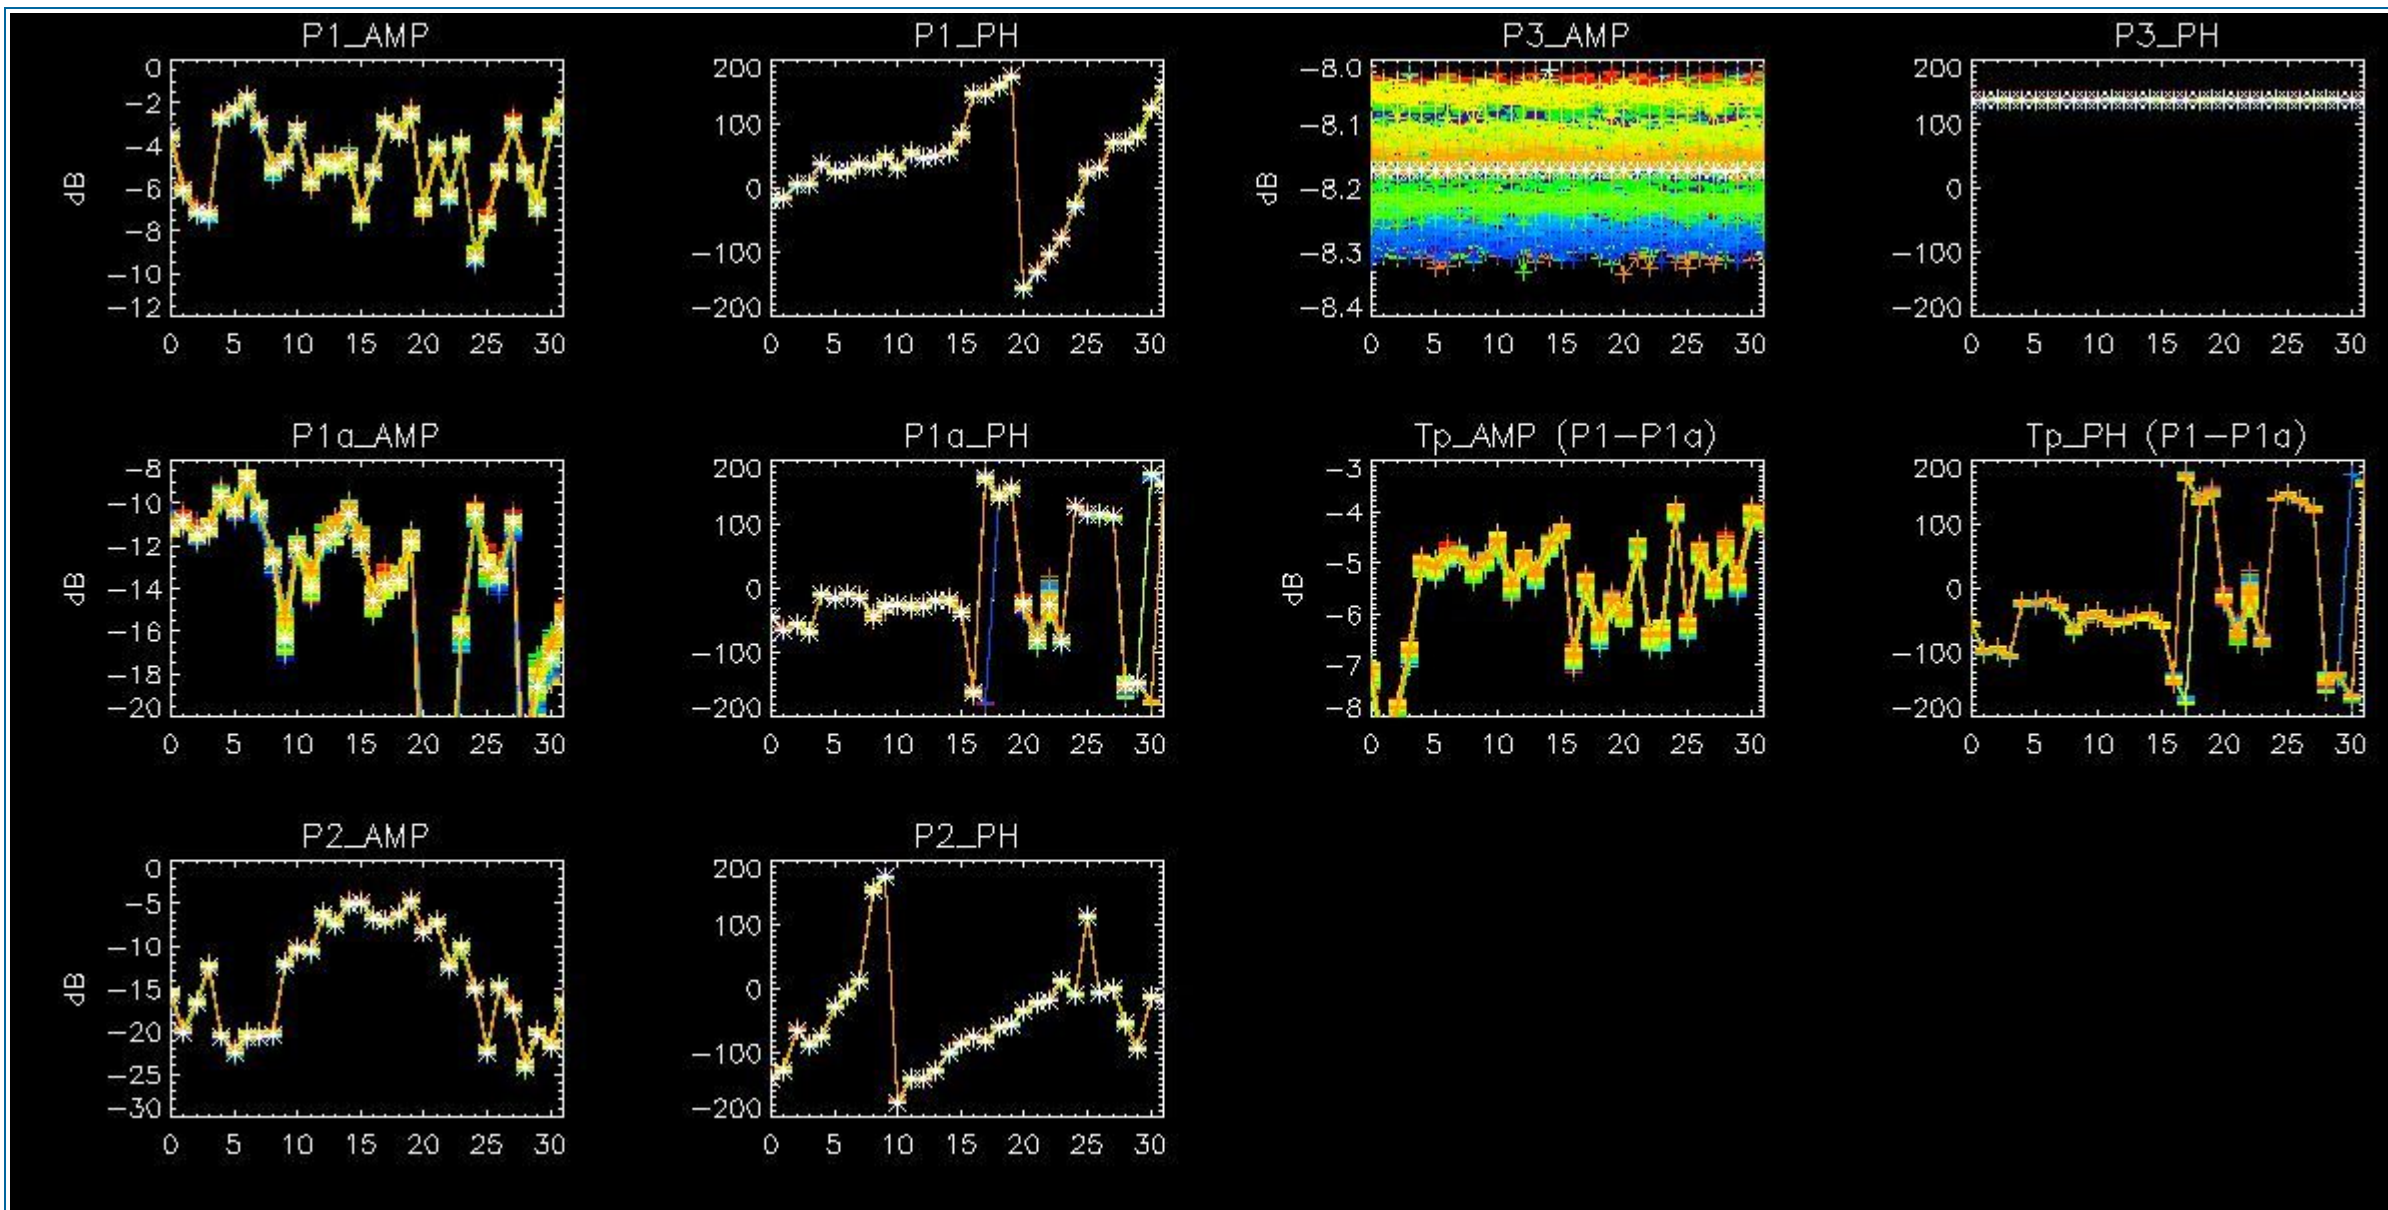 P1_AMP P1_PH P3_AMP P3_PH
0 200 -8.0 200
-2
-4 100 -8.1 100
dB -6 0 dB -8.2 0
-8
-10 -100 -8.3 -100
-12 -200 -8.4 -200
0 5 10 15 20 25 30 0 5 10 15 20 25 30 0 5 10 15 20 25 30 0 5 10 15 20 25 30
P1a_AMP P1a_PH Tp_AMP (P1-P1a) Tp_PH (P1-P1a)
-8 200 -3 200
-10 100 -4 100
-12
dB -14 0 dB -5 0
-16 -100 -6 -100
-18 -7
-20 -200 -8 -200
0 5 10 15 20 25 30 0 5 10 15 20 25 30 0 5 10 15 20 25 30 0 5 10 15 20 25 30
P2_AMP P2_PH
0 200
-5 100
-10
dB -15 0
-20 -100
-25
-30 -200
0 5 10 15 20 25 30 0 5 10 15 20 25 30